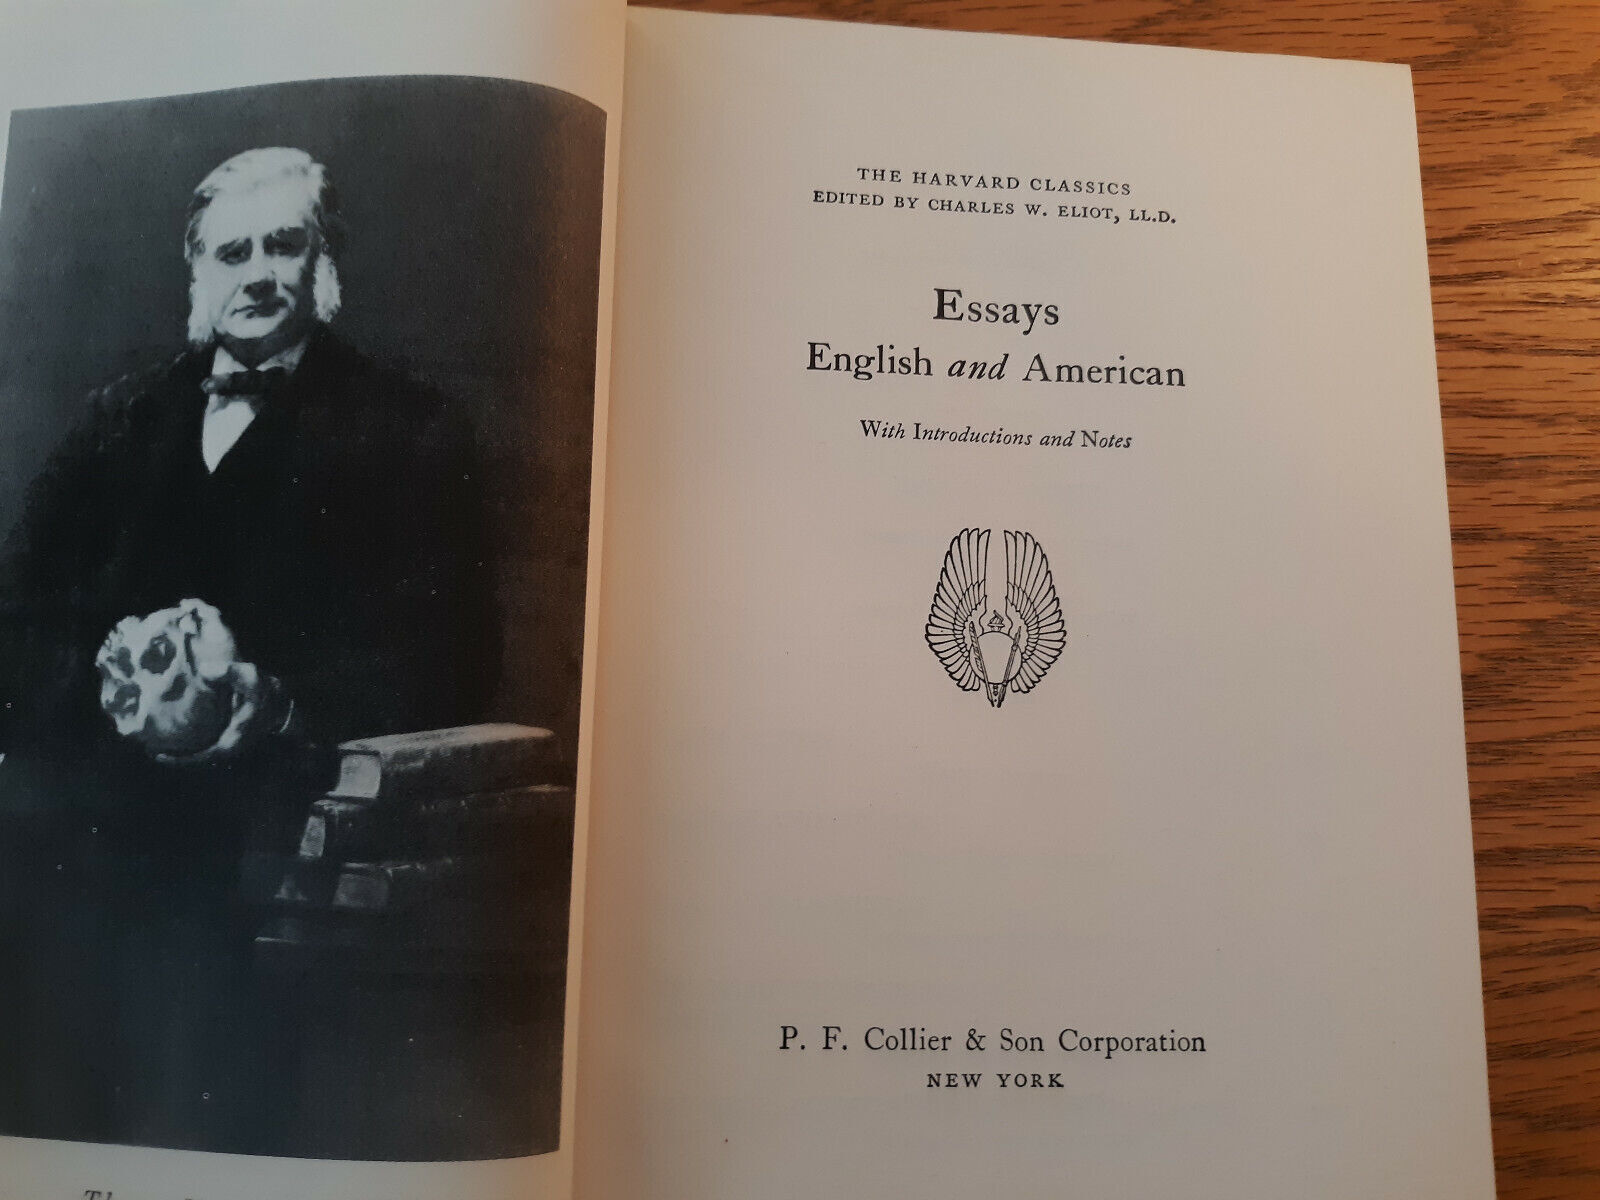 THE HARVARD CLASSICS
EDITED BY CHARLES W. ELIOT, LL.D.
Essays
English and American
With Introductions and Notes
P. F. Collier & Son Corporation
NEW YORK